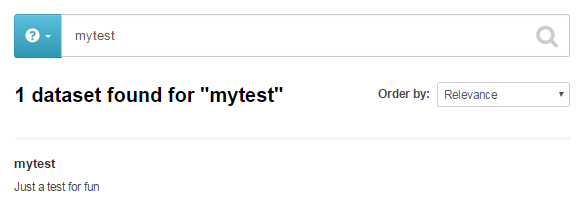 mytest
1 dataset found for "mytest"
Order by: Relevance
mytest
Just a test for fun